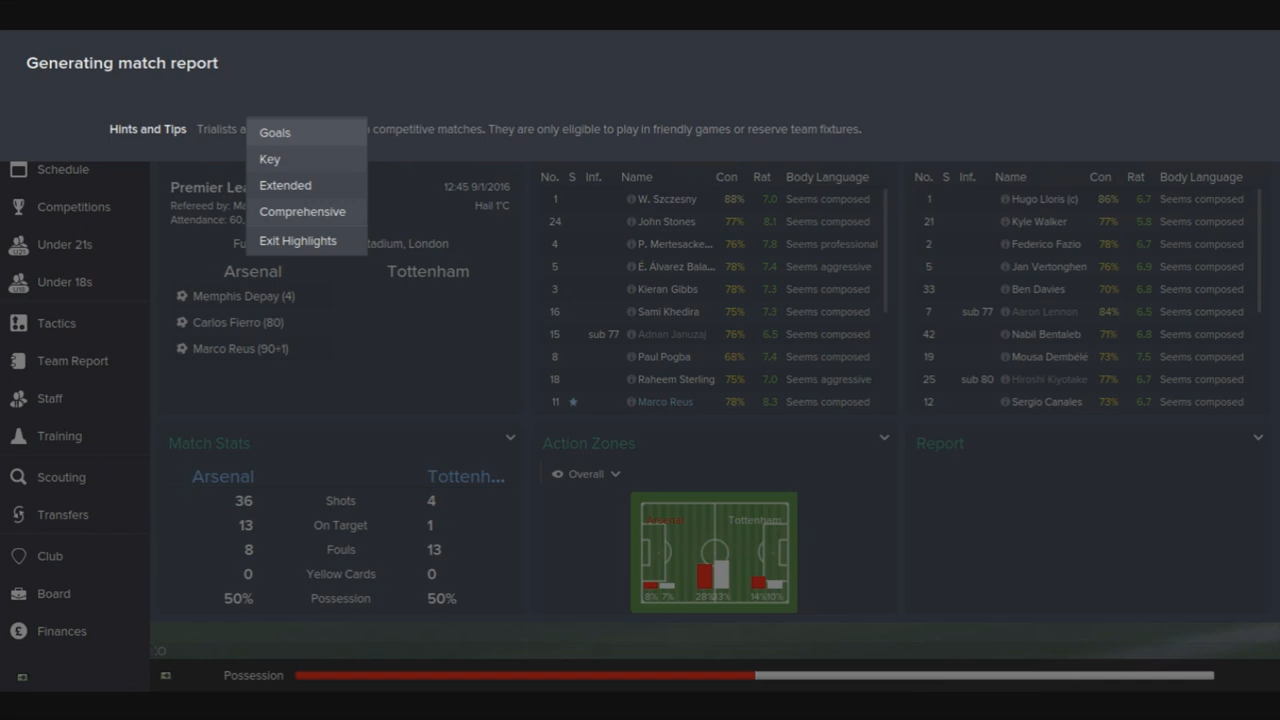 Generating match report
Hints and Tips Trialists a competitive matches. They are only eligible to play in friendly games or reserve team fixtures.
Goals
Key
Extended
Comprehensive
Exit Highlights
Schedule
Competitions
Under 21s
Under 18s
Tactics
Team Report
Staff
Training
Scouting
Transfers
Club
Board
Finances
Premier Le 12:45 9/1/2016
Refereed by: Ma Hail 1°C
Attendance: 60,
Fu tadium, London
Arsenal Tottenham
Memphis Depay (4)
Carlos Fierro (80)
Marco Reus (90+1)
No. S Inf. Name Con Rat Body Language
1 W. Szczesny 88% 7.0 Seems composed
24 John Stones 77% 8.1 Seems composed
4 P. Mertesacke... 76% 7.8 Seems professional
5 É. Álvarez Bala... 78% 7.4 Seems aggressive
3 Kieran Gibbs 78% 7.3 Seems composed
16 Sami Khedira 75% 7.3 Seems composed
15 sub 77 Adnan Januzaj 76% 6.5 Seems composed
8 Paul Pogba 68% 7.4 Seems composed
18 Raheem Sterling 75% 7.0 Seems aggressive
11 Marco Reus 78% 8.3 Seems composed
No. S Inf. Name Con Rat Body Language
1 Hugo Lloris (c) 86% 6.7 Seems composed
21 Kyle Walker 77% 5.8 Seems composed
2 Federico Fazio 78% 6.7 Seems composed
5 Jan Vertonghen 76% 6.9 Seems composed
33 Ben Davies 70% 6.8 Seems composed
7 sub 77 Aaron Lennon 84% 6.5 Seems composed
42 Nabil Bentaleb 71% 6.8 Seems composed
19 Mousa Dembélé 73% 7.5 Seems composed
25 sub 80 Hiroshi Kiyotake 77% 6.7 Seems composed
12 Sergio Canales 73% 6.7 Seems composed
Match Stats
Arsenal Tottenh...
36 Shots 4
13 On Target 1
8 Fouls 13
0 Yellow Cards 0
50% Possession 50%
Action Zones
Overall
Arsenal Tottenham
8% 7% 28% 33% 14% 10%
Report
Possession